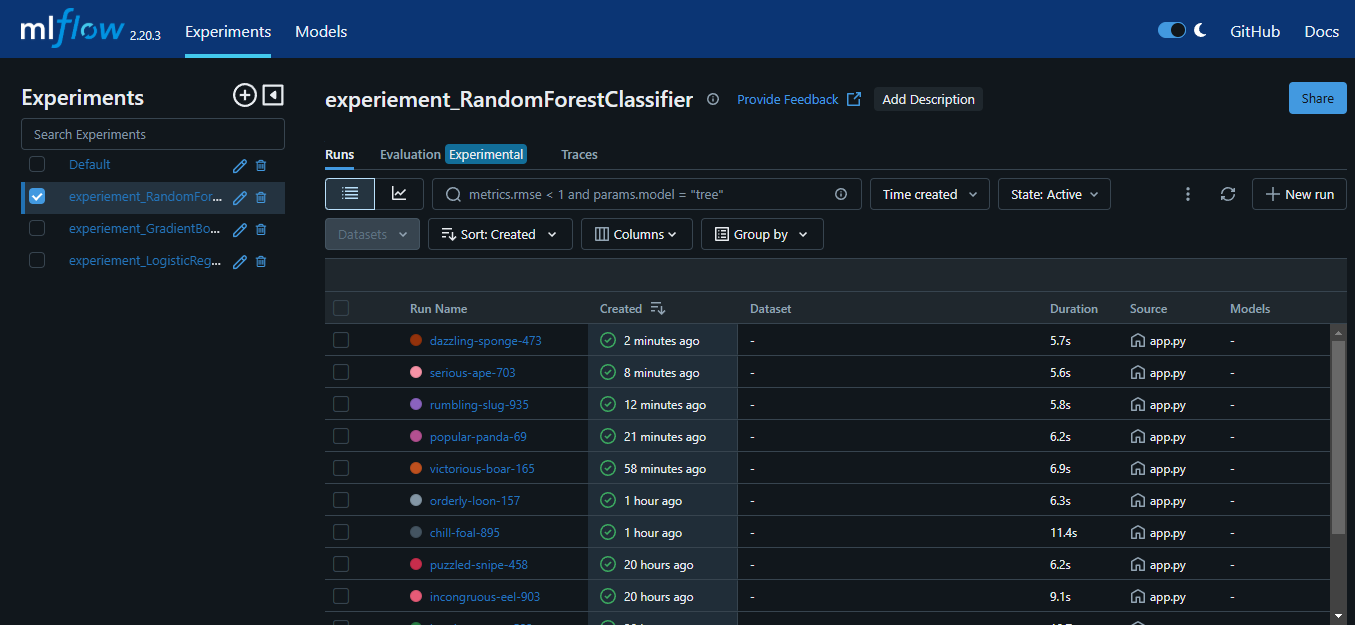 mlflow 2.20.3 Experiments Models GitHub Docs
Experiments
Search Experiments
Default
experiement_RandomFor...
experiement_GradientBo...
experiement_LogisticReg...
experiement_RandomForestClassifier Provide Feedback Add Description Share
Runs Evaluation Experimental Traces
metrics.rmse < 1 and params.model = "tree" Time created State: Active New run
Datasets Sort: Created Columns Group by
Run Name Created Dataset Duration Source Models
dazzling-sponge-473 2 minutes ago - 5.7s app.py -
serious-ape-703 8 minutes ago - 5.6s app.py -
rumbling-slug-935 12 minutes ago - 5.8s app.py -
popular-panda-69 21 minutes ago - 6.2s app.py -
victorious-boar-165 58 minutes ago - 6.9s app.py -
orderly-loon-157 1 hour ago - 6.3s app.py -
chill-foal-895 1 hour ago - 11.4s app.py -
puzzled-snipe-458 20 hours ago - 6.2s app.py -
incongruous-eel-903 20 hours ago - 9.1s app.py -